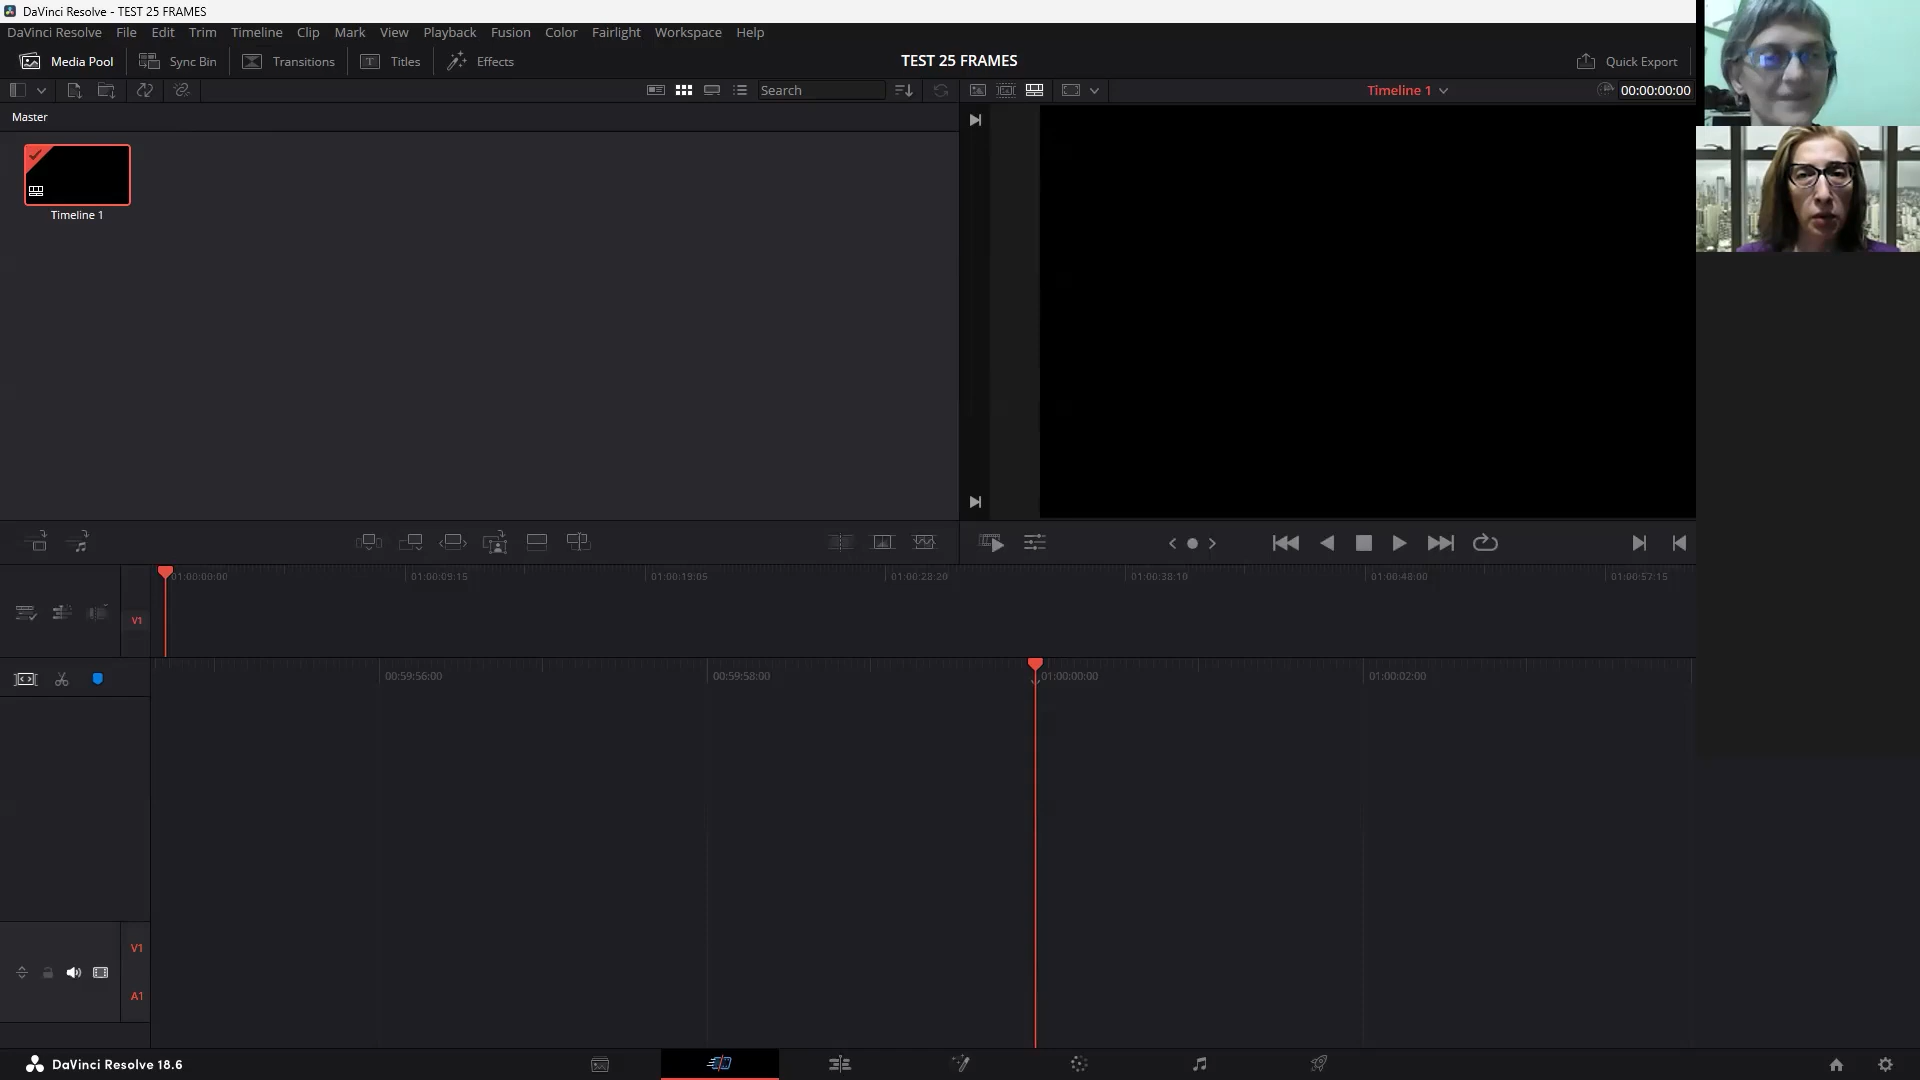 DaVinci Resolve - TEST 25 FRAMES
DaVinci Resolve File Edit Trim Timeline Clip Mark View Playback Fusion Color Fairlight Workspace Help
Media Pool Sync Bin Transitions Titles Effects TEST 25 FRAMES Quick Export
Search Timeline 1 00:00:00:00
Master
Timeline 1
01:00:00:00 01:00:09:15 01:00:19:05 01:00:28:20 01:00:38:10 01:00:48:00 01:00:57:15
V1
00:59:56:00 00:59:58:00 01:00:00:00 01:00:02:00
V1
A1
DaVinci Resolve 18.6